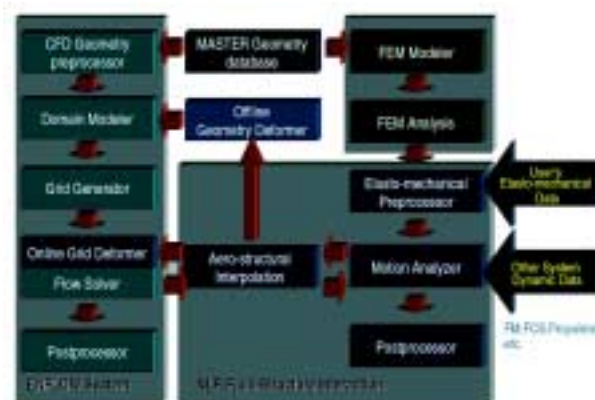 CFD Geometry
preprocessor
MASTER Geometry
database
FEM Modeler
Domain Modeler
Offline
Geometry Deformer
FEM Analysis
Grid Generator
Elasto-mechanical
Preprocessor
User's
Elasto-mechanical
Data
Online Grid Deformer
Flow Solver
Aero-structural
Interpolation
Motion Analyzer
Other System
Dynamic Data
Postprocessor
Postprocessor
etc.